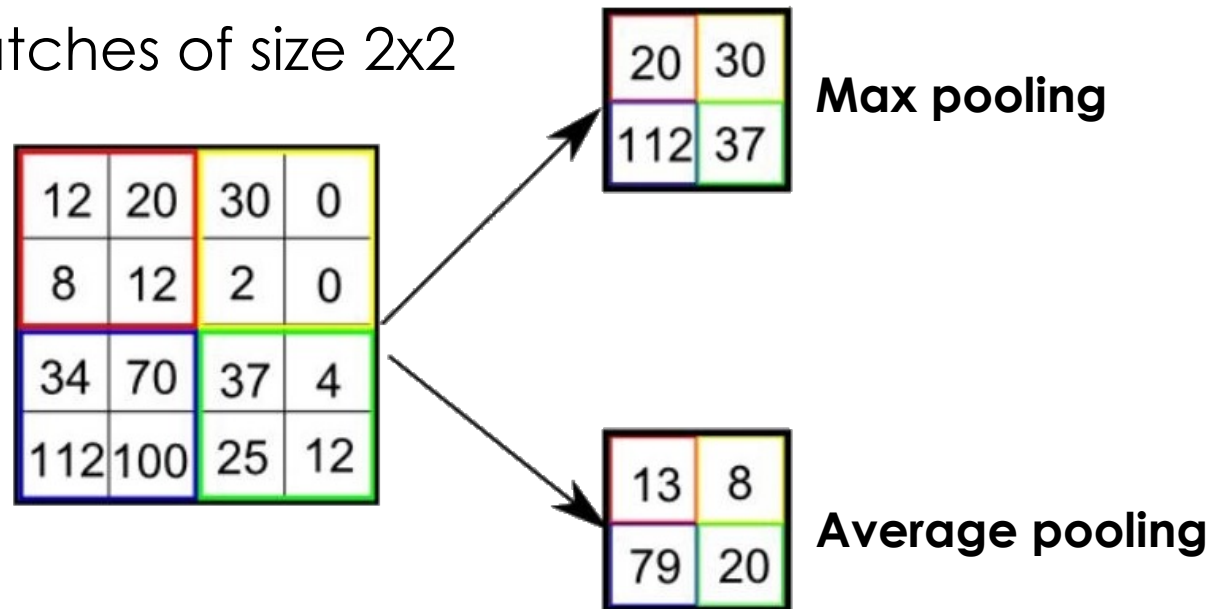 of size 2x2
20 30
112 37
Max pooling
12 20 30 0
8 12 2 0
34 70 37 4
112 100 25 12
13 8
79 20
Average pooling